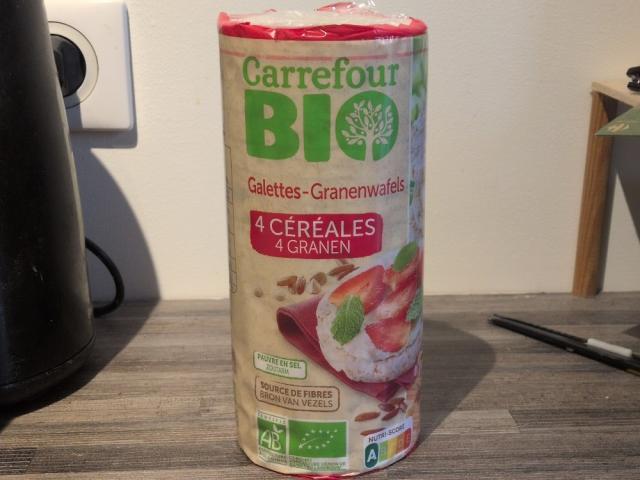 Carrefour
BIO
Galettes-Granenwafels
4 CÉRÉALES
4 GRANEN
PAUVRE EN SEL
ZOUTARM
SOURCE DE FIBRES
BRON VAN VEZELS
AB
NUTRI-SCORE
A